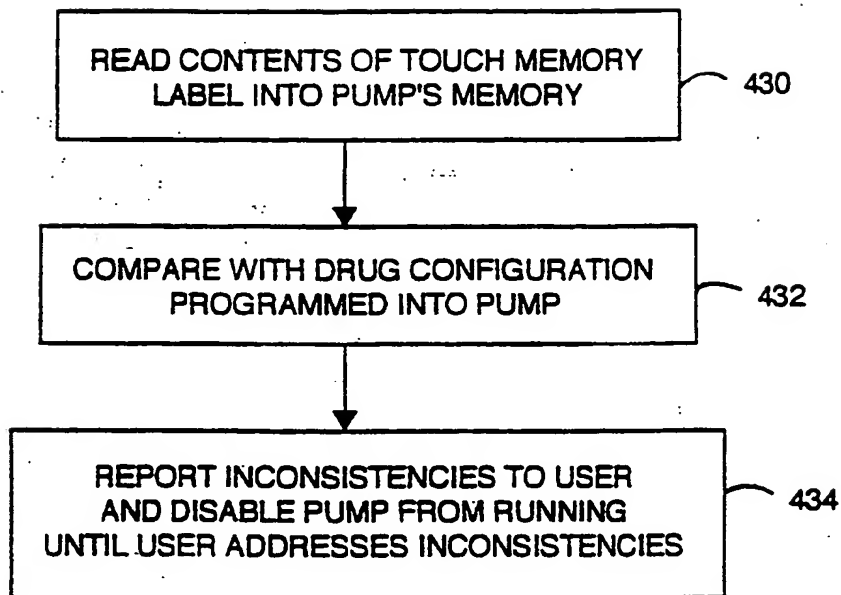 READ CONTENTS OF TOUCH MEMORY
LABEL INTO PUMP'S MEMORY
430
COMPARE WITH DRUG CONFIGURATION
PROGRAMMED INTO PUMP
432
REPORT INCONSISTENCIES TO USER
AND DISABLE PUMP FROM RUNNING
UNTIL USER ADDRESSES INCONSISTENCIES
434